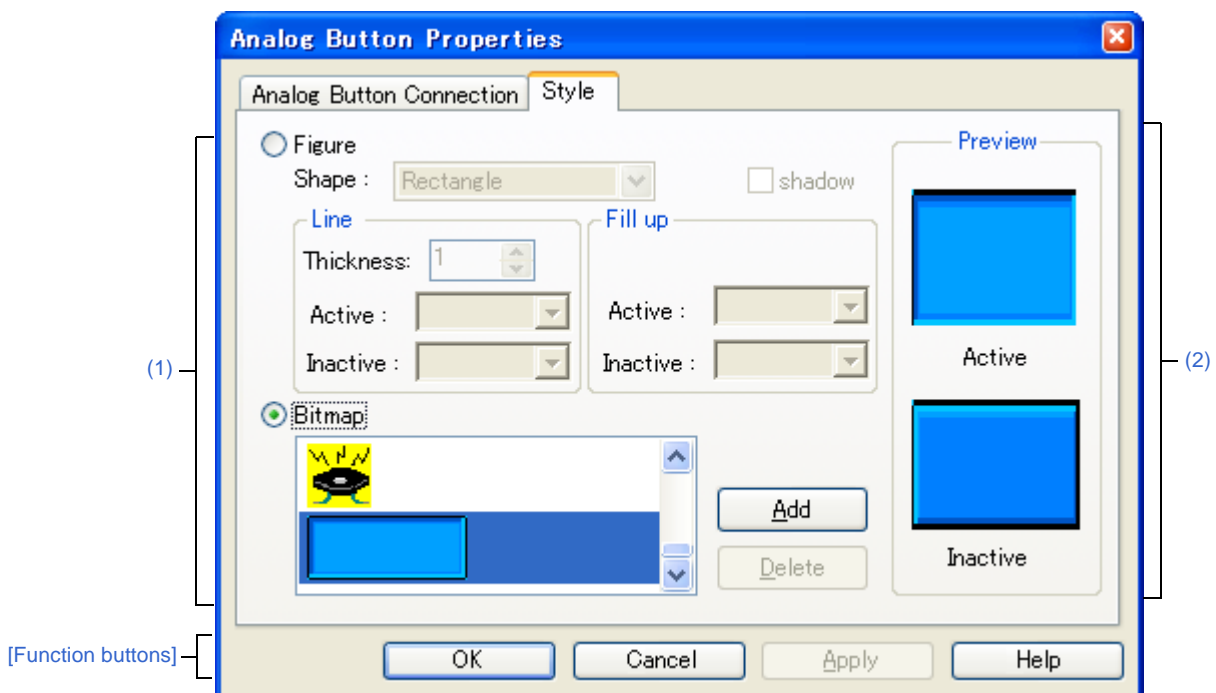 Analog Button Properties
Analog Button Connection Style
Figure
Shape : Rectangle shadow
Line
Thickness: 1
Active :
Inactive :
Fill up
Active :
Inactive :
Bitmap
Add
Delete
Preview
Active
Inactive
(1)
(2)
[Function buttons]
OK Cancel Apply Help